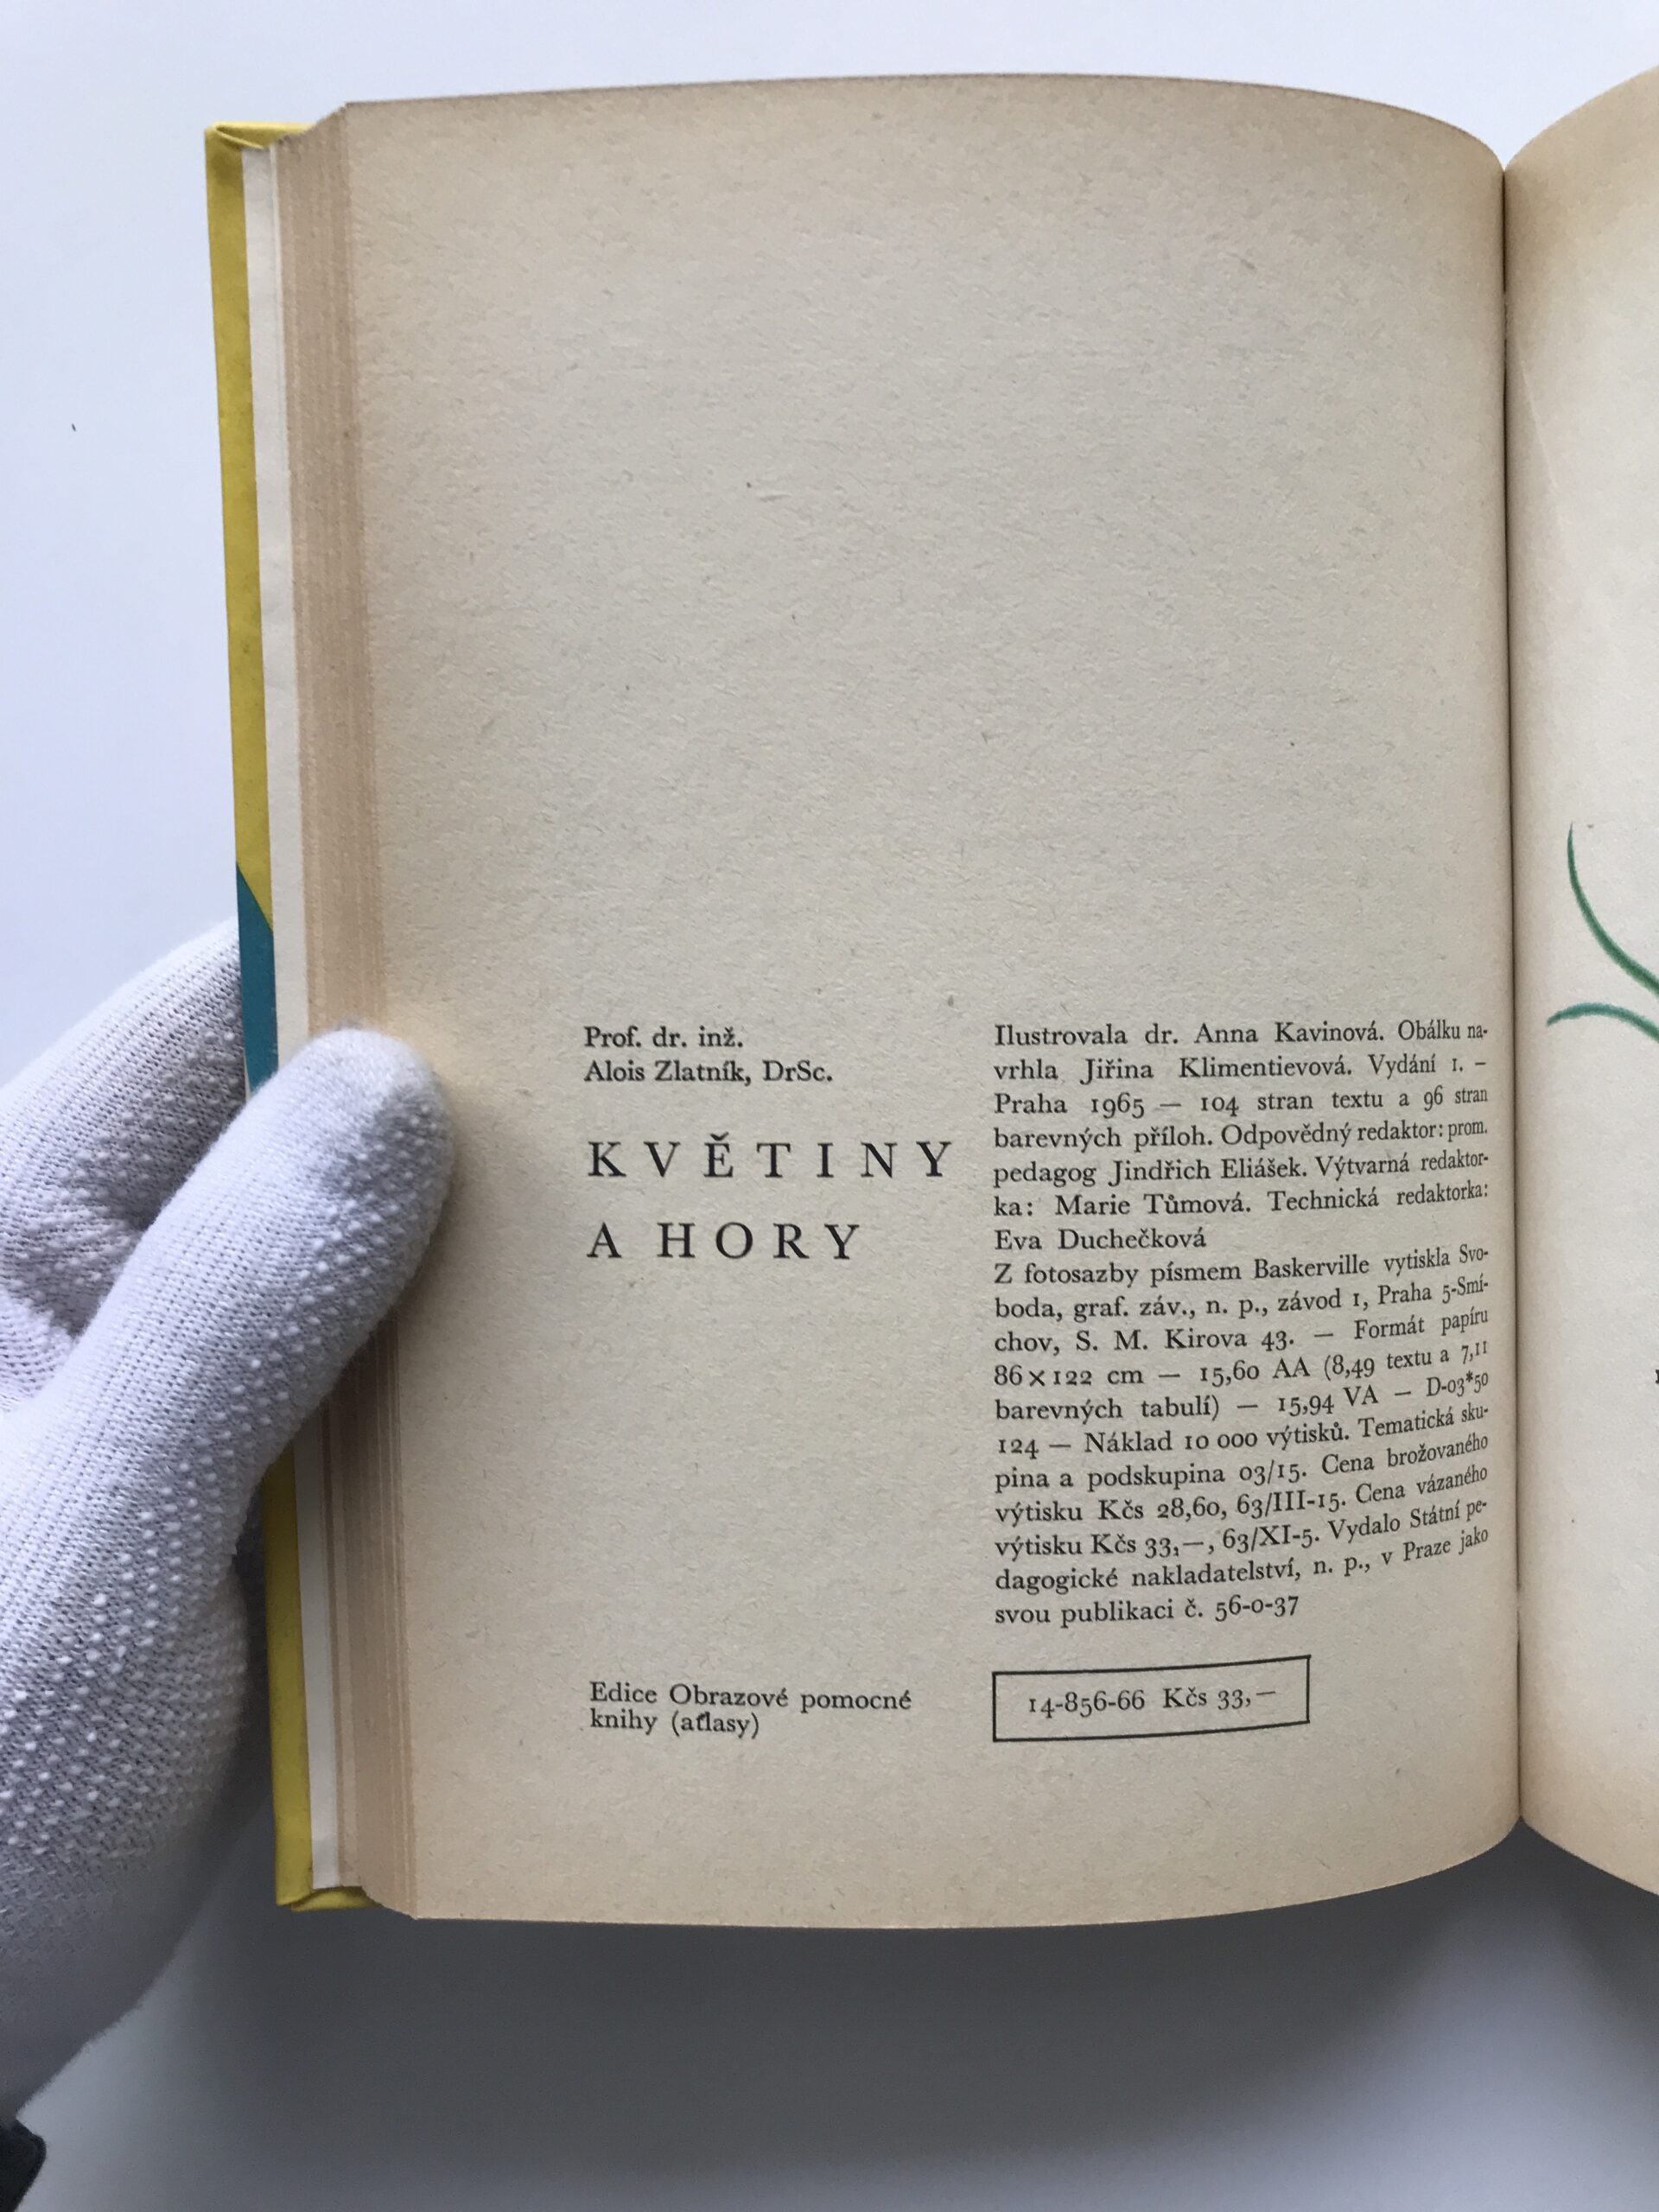 Prof. dr. inž.
Alois Zlatník, DrSc.
KVĚTINY
A HORY
Edice Obrazové pomocné
knihy (atlasy)
Ilustrovala dr. Anna Kavinová. Obálku na-
vrhla Jiřina Klimentievová. Vydání 1. –
Praha 1965 — 104 stran textu a 96 stran
barevných příloh. Odpovědný redaktor: prom.
pedagog Jindřich Eliášek. Výtvarná redaktor-
ka: Marie Tůmová. Technická redaktorka:
Eva Duchečková
Z fotosazby písmem Baskerville vytiskla Svo-
boda, graf. záv., n. p., závod 1, Praha 5-Smí-
chov, S. M. Kirova 43. — Formát papíru
86×122 cm — 15,60 AA (8,49 textu a 7,11
barevných tabulí) — 15,94 VA — D-03*50
124 — Náklad 10 000 výtisků. Tematická sku-
pina a podskupina 03/15. Cena brožovaného
výtisku Kčs 28,60, 63/III-15. Cena vázaného
výtisku Kčs 33,—, 63/XI-5. Vydalo Státní pe-
dagogické nakladatelství, n. p., v Praze jako
svou publikaci č. 56-0-37
14-856-66 Kčs 33,—